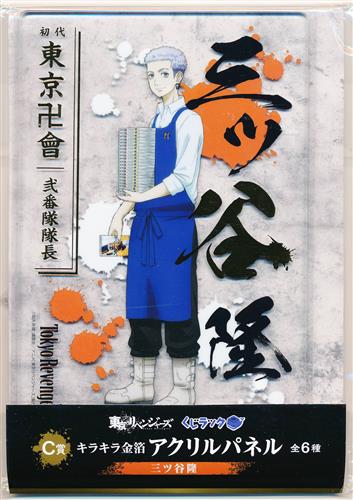 初代
東京卍會
弐番隊隊長
三ツ谷隆
Tokyo Revenge
東京リベンジャーズ
くじラック
C賞
キラキラ金箔 アクリルパネル 全6種
三ツ谷隆